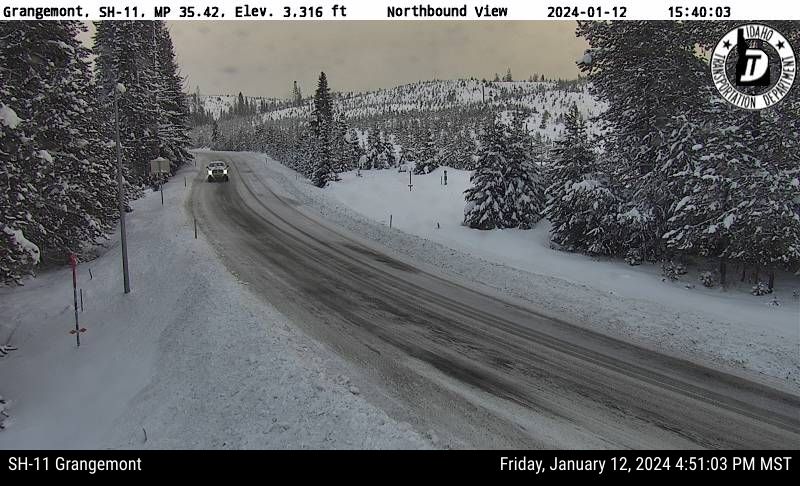 Grangemont, SH-11, MP 35.42, Elev. 3,316 ft Northbound View 2024-01-12 15:40:03
IDAHO
TRANSPORTATION DEPARTMENT
SH-11 Grangemont Friday, January 12, 2024 4:51:03 PM MST